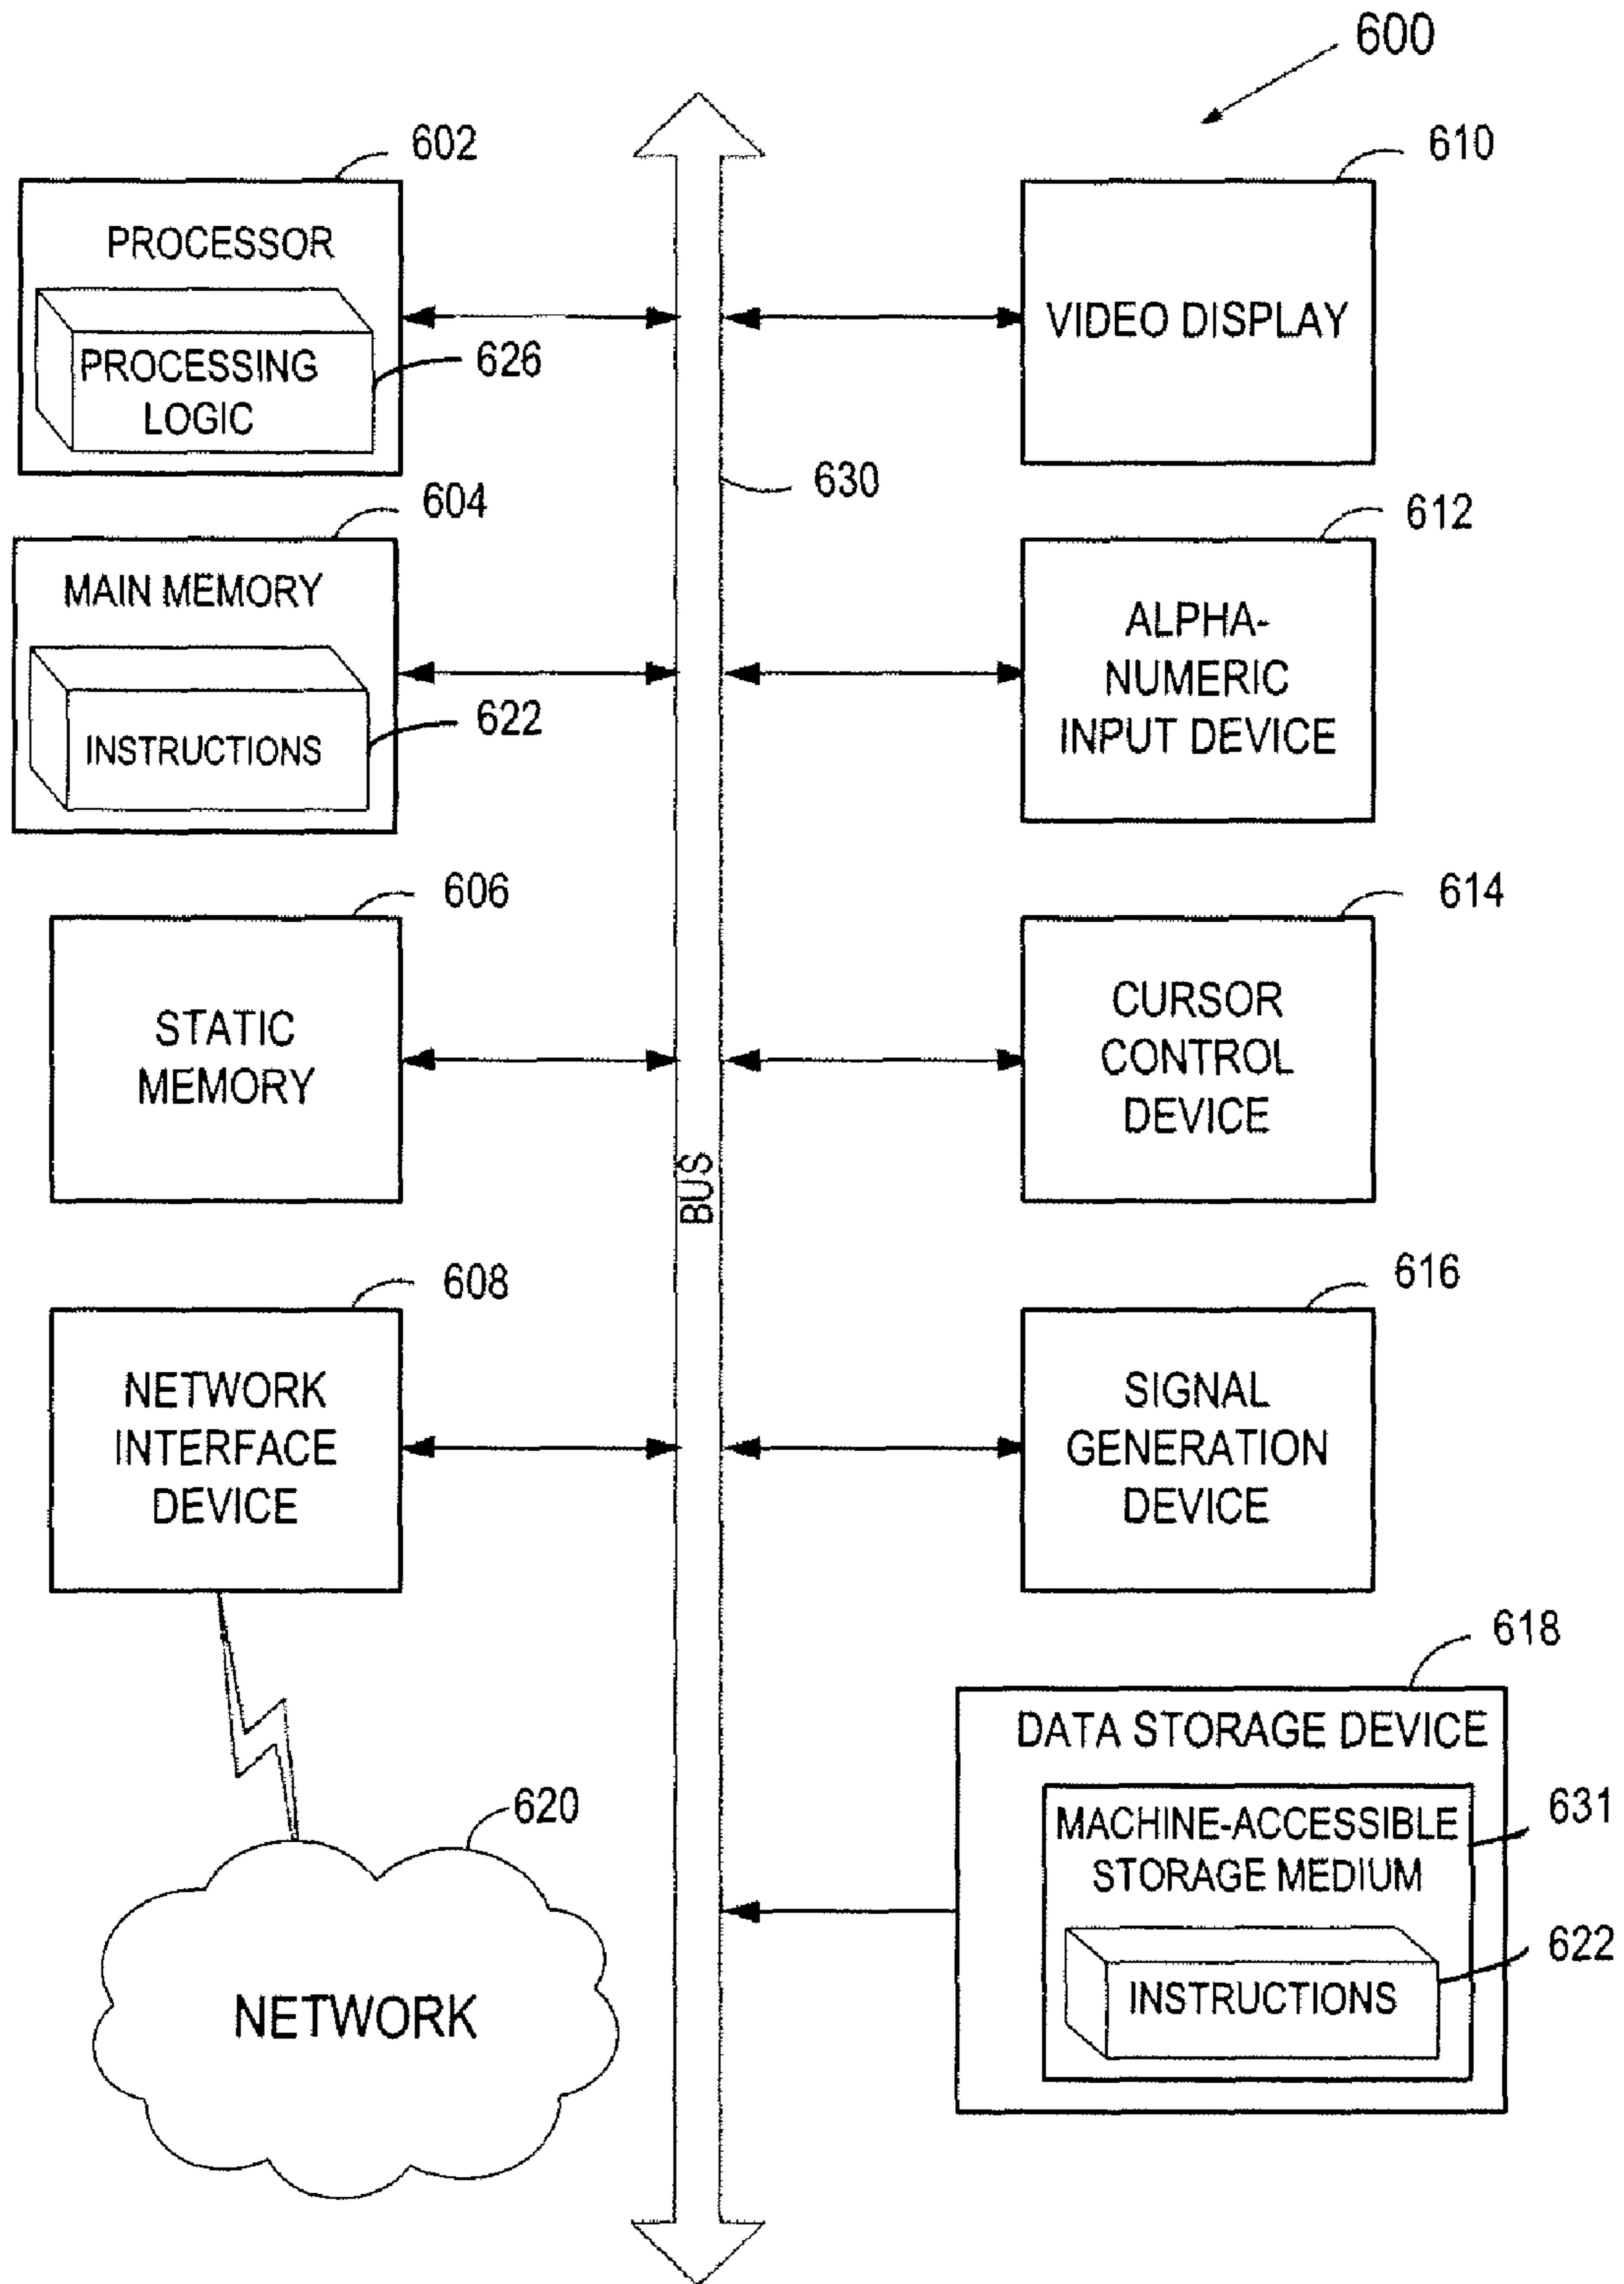 600
602
PROCESSOR
PROCESSING
LOGIC
626
610
VIDEO DISPLAY
630
604
MAIN MEMORY
INSTRUCTIONS
622
612
ALPHA-
NUMERIC
INPUT DEVICE
606
STATIC
MEMORY
614
CURSOR
CONTROL
DEVICE
BUS
608
NETWORK
INTERFACE
DEVICE
616
SIGNAL
GENERATION
DEVICE
618
DATA STORAGE DEVICE
631
MACHINE-ACCESSIBLE
STORAGE MEDIUM
622
INSTRUCTIONS
620
NETWORK